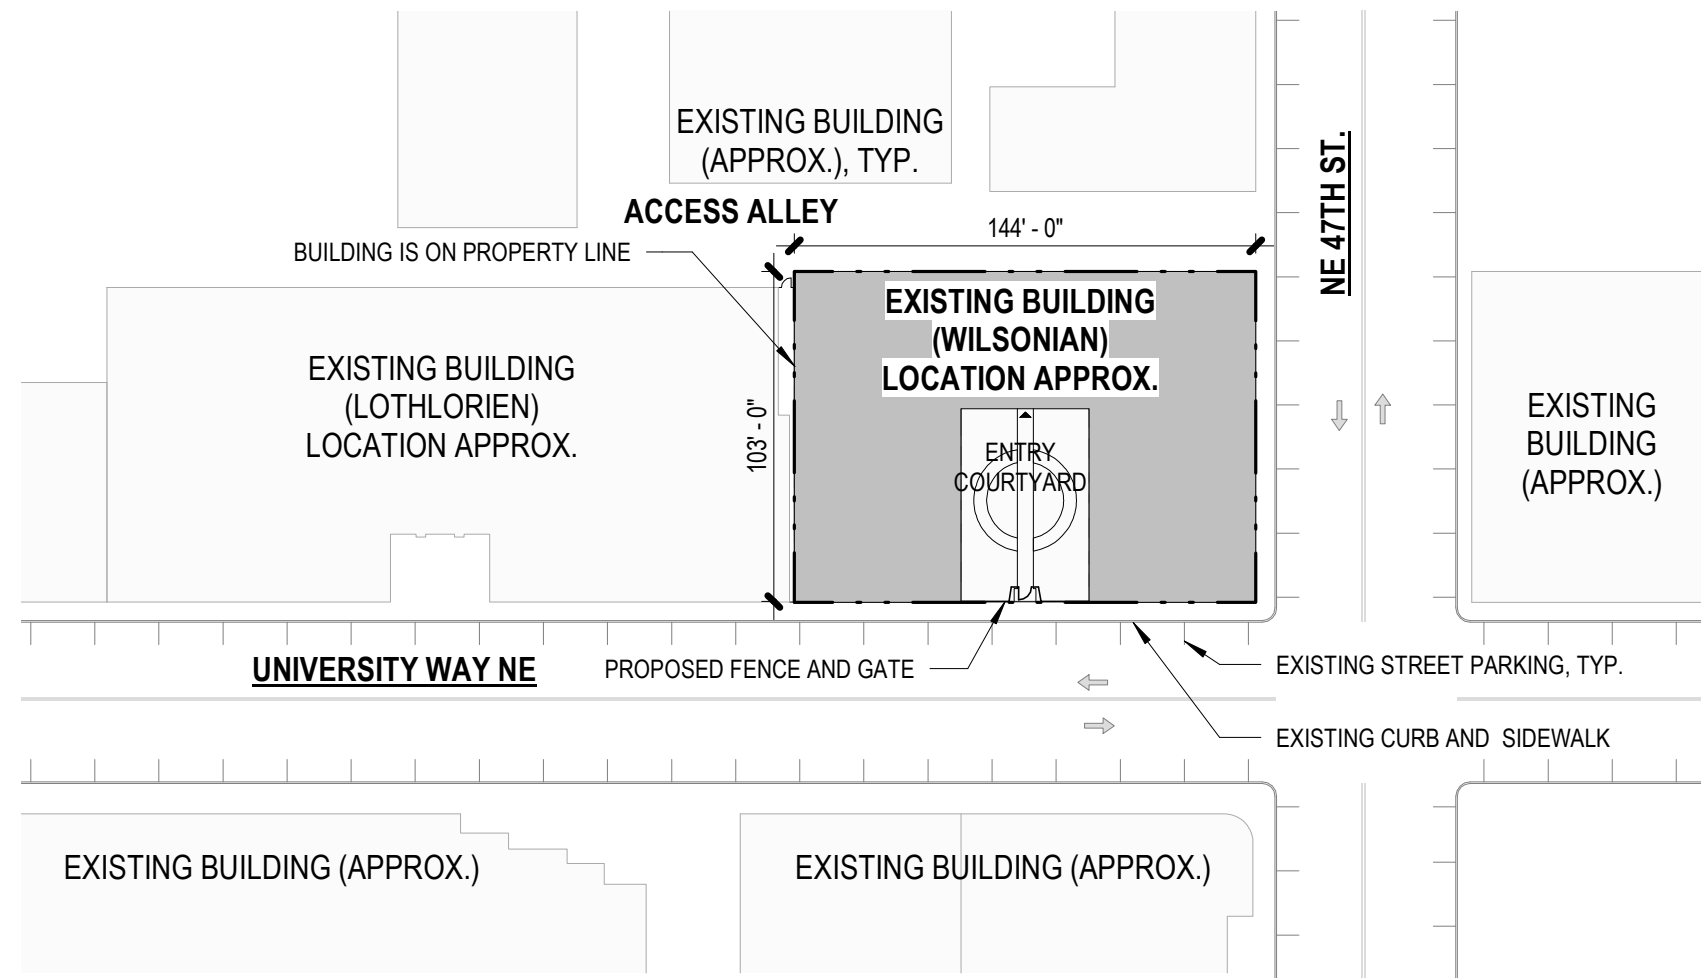 EXISTING BUILDING
(APPROX.), TYP.
ACCESS ALLEY
144' - 0"
NE 47TH ST.
BUILDING IS ON PROPERTY LINE
EXISTING BUILDING
(WILSONIAN)
LOCATION APPROX.
EXISTING BUILDING
(LOTHLORIEN)
LOCATION APPROX.
103' - 0"
ENTRY
COURTYARD
EXISTING
BUILDING
(APPROX.)
UNIVERSITY WAY NE
PROPOSED FENCE AND GATE
EXISTING STREET PARKING, TYP.
EXISTING CURB AND SIDEWALK
EXISTING BUILDING (APPROX.)
EXISTING BUILDING (APPROX.)